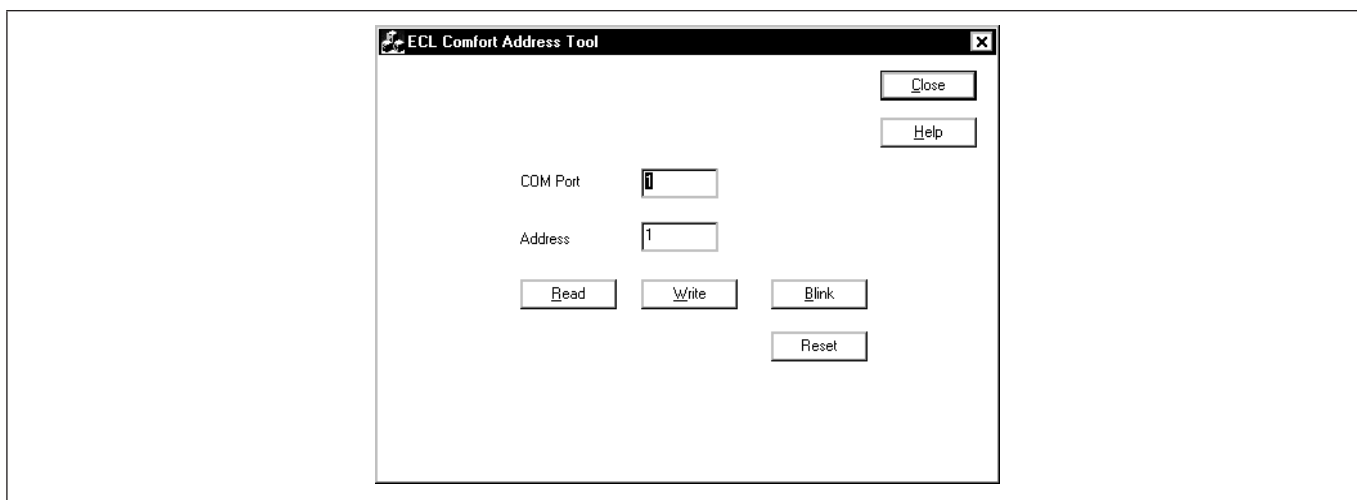 ECL Comfort Address Tool
Close
Help
COM Port 1
Address 1
Read Write Blink
Reset